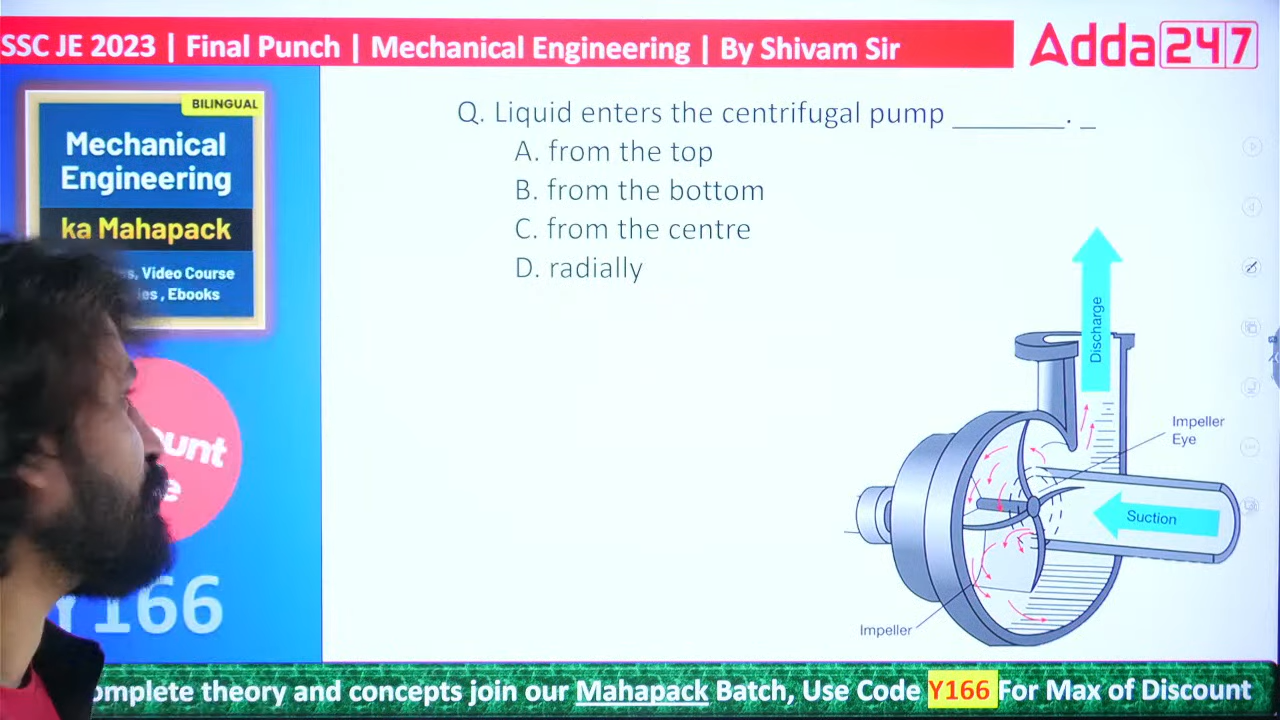 SSC JE 2023 | Final Punch | Mechanical Engineering | By Shivam Sir
Adda247
BILINGUAL
Mechanical
Engineering
ka Mahapack
Video Course
Ebooks
Y166
Q. Liquid enters the centrifugal pump ________. _
A. from the top
B. from the bottom
C. from the centre
D. radially
Discharge
Impeller
Eye
Suction
Impeller
theory and concepts join our Mahapack Batch, Use Code Y166 For Max of Discount